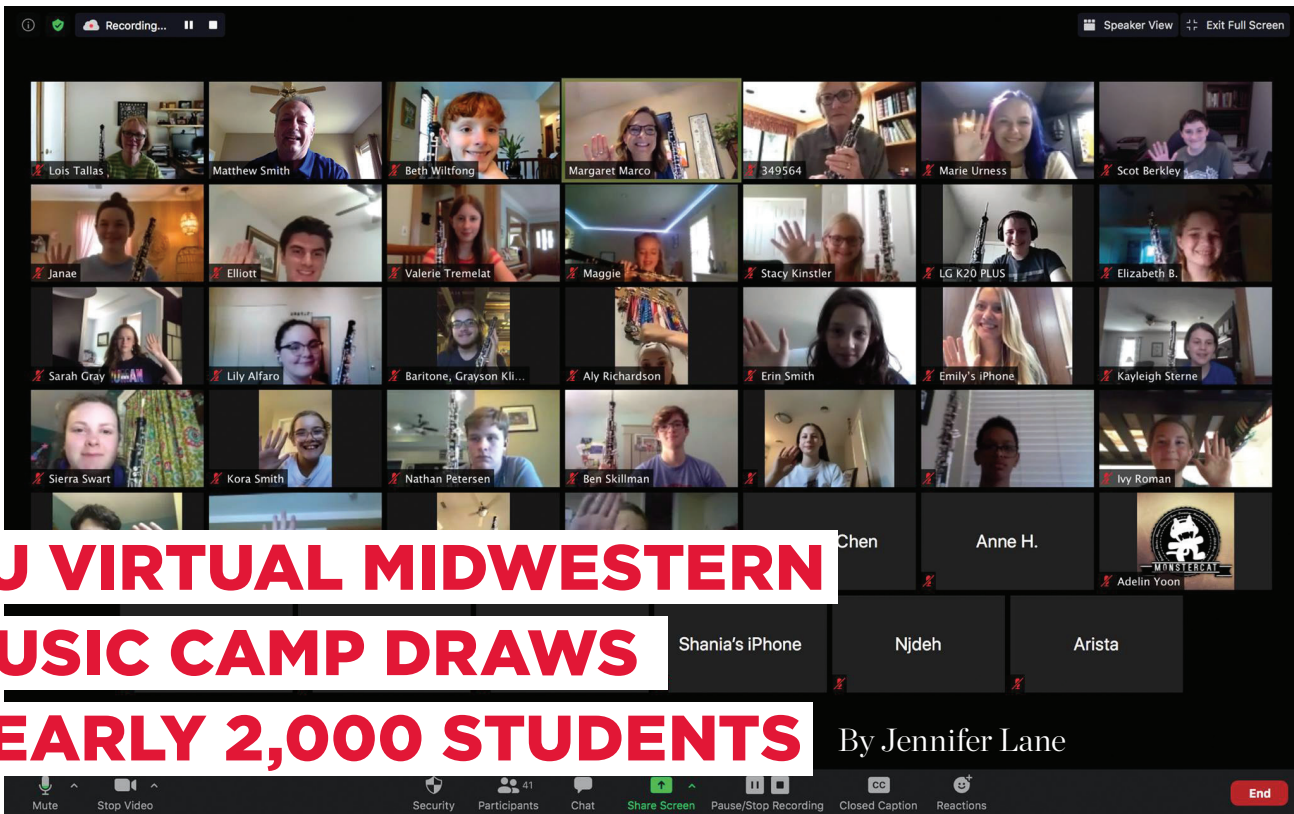 Recording...
Speaker View
Exit Full Screen
Lois Tallas
Matthew Smith
Beth Wiltfong
Margaret Marco
349564
Marie Urness
Scot Berkley
Janae
Elliott
Valerie Tremelat
Maggie
Stacy Kinstler
LG K20 PLUS
Elizabeth B.
Sarah Gray
Lily Alfaro
Baritone, Grayson Kli...
Aly Richardson
Erin Smith
Emily's iPhone
Kayleigh Sterne
Sierra Swart
Kora Smith
Nathan Petersen
Ben Skillman
Ivy Roman
Chen
Anne H.
MONSTERCAT
Adelin Yoon
U VIRTUAL MIDWESTERN
USIC CAMP DRAWS
EARLY 2,000 STUDENTS
Shania's iPhone
Njdeh
Arista
By Jennifer Lane
Mute
Stop Video
Security
41
Participants
Chat
Share Screen
Pause/Stop Recording
CC
Closed Caption
Reactions
End